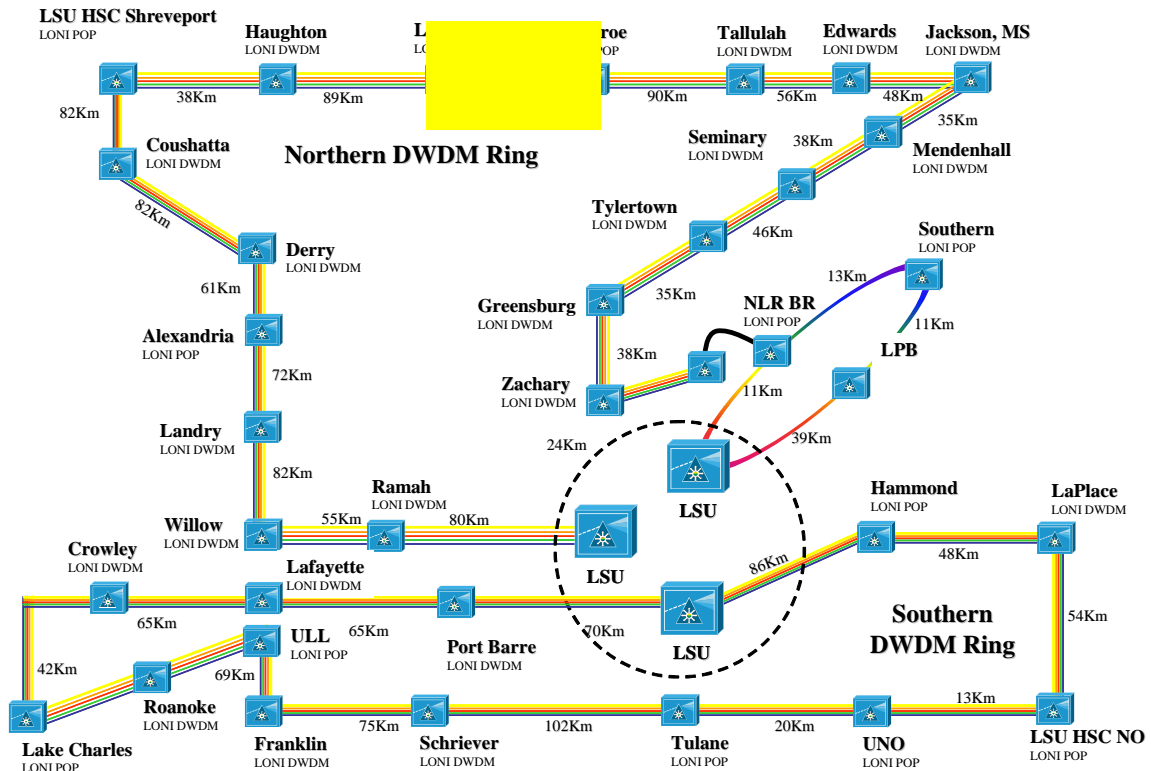 LSU HSC Shreveport
LONI POP
Haughton
LONI DWDM
Tallulah
LONI DWDM
Edwards
LONI DWDM
Jackson, MS
LONI DWDM
38Km
89Km
90Km
56Km
48Km
82Km
35Km
Coushatta
LONI DWDM
Northern DWDM Ring
Seminary
LONI DWDM
38Km
Mendenhall
LONI DWDM
82Km
Tylertown
LONI DWDM
46Km
Southern
LONI POP
Derry
LONI DWDM
61Km
35Km
13Km
Greensburg
LONI DWDM
NLR BR
LONI POP
11Km
Alexandria
LONI POP
38Km
LPB
72Km
Zachary
LONI DWDM
11Km
Landry
LONI DWDM
24Km
39Km
82Km
Ramah
LONI DWDM
LSU
Hammond
LONI POP
LaPlace
LONI DWDM
Willow
LONI DWDM
55Km
80Km
48Km
Crowley
LONI DWDM
Lafayette
LONI DWDM
LSU
86Km
65Km
65Km
70Km
Southern
DWDM Ring
54Km
ULL
LONI POP
Port Barre
LONI DWDM
LSU
42Km
69Km
Roanoke
LONI DWDM
13Km
75Km
102Km
20Km
Lake Charles
LONI POP
Franklin
LONI DWDM
Schriever
LONI DWDM
Tulane
LONI POP
UNO
LONI POP
LSU HSC NO
LONI POP